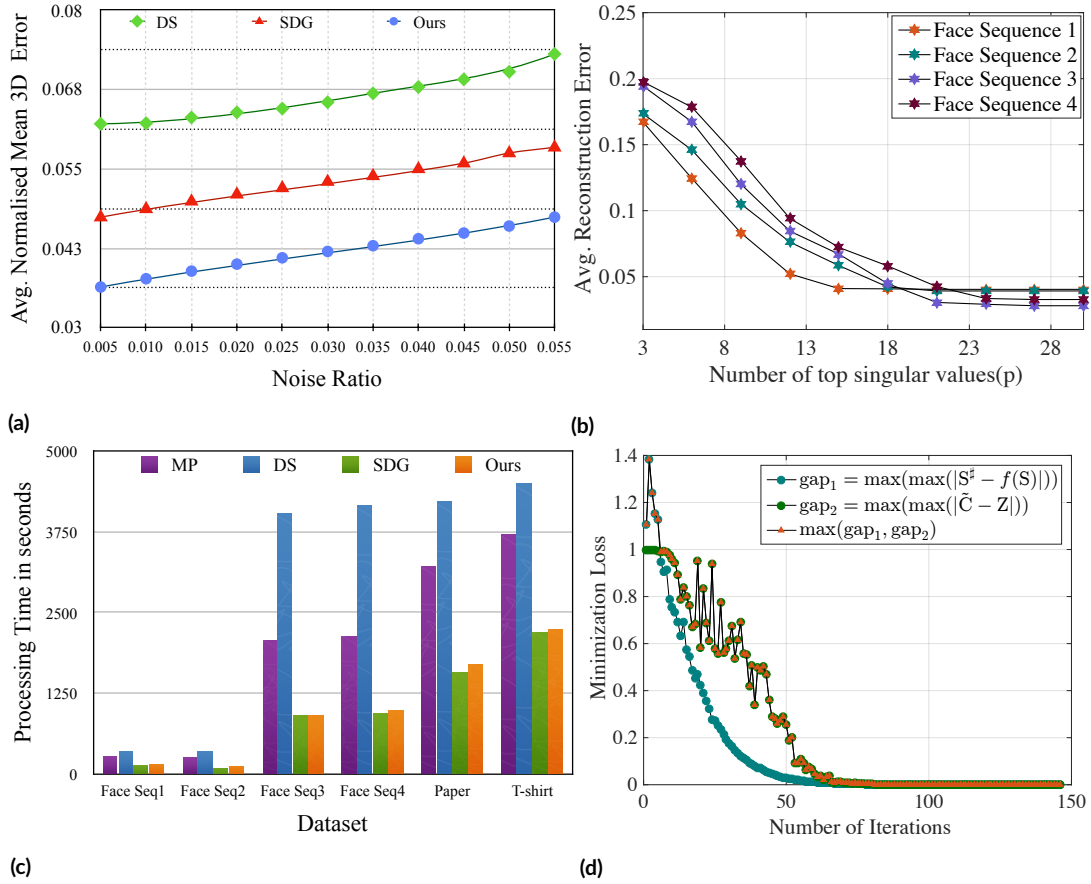 0.08
DS SDG Ours
0.068
0.055
0.043
0.03
0.005 0.010 0.015 0.020 0.025 0.030 0.035 0.040 0.045 0.050 0.055
Avg. Normalised Mean 3D Error
Noise Ratio
(a)
Face Sequence 1
Face Sequence 2
Face Sequence 3
Face Sequence 4
0.2
0.15
0.1
0.05
3 8 13 18 23 28
Avg. Reconstruction Error
Number of top singular values(p)
(b)
5000
MP DS SDG Ours
3750
2500
1250
0
Face Seq1 Face Seq2 Face Seq3 Face Seq4 Paper T-shirt
Processing Time in seconds
Dataset
(c)
1.4
1.2
1
0.8
0.6
0.4
0.2
0
gap₁ = max(max(|S♯ − f(S)|))
gap₂ = max(max(|C̃ − Z|))
max(gap₁, gap₂)
0 50 100 150
Minimization Loss
Number of Iterations
(d)